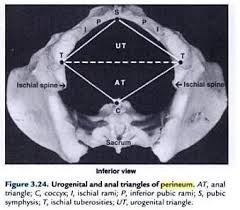 S
P P
I I
UT
T T
Ischial spine Ischial spine
AT
C
Sacrum
Inferior view
Figure 3.24. Urogenital and anal triangles of perineum. AT, anal
triangle; C, coccyx; I, ischial rami; P, inferior pubic rami; S, pubic
symphysis; T, ischial tuberosities; UT, urogenital triangle.